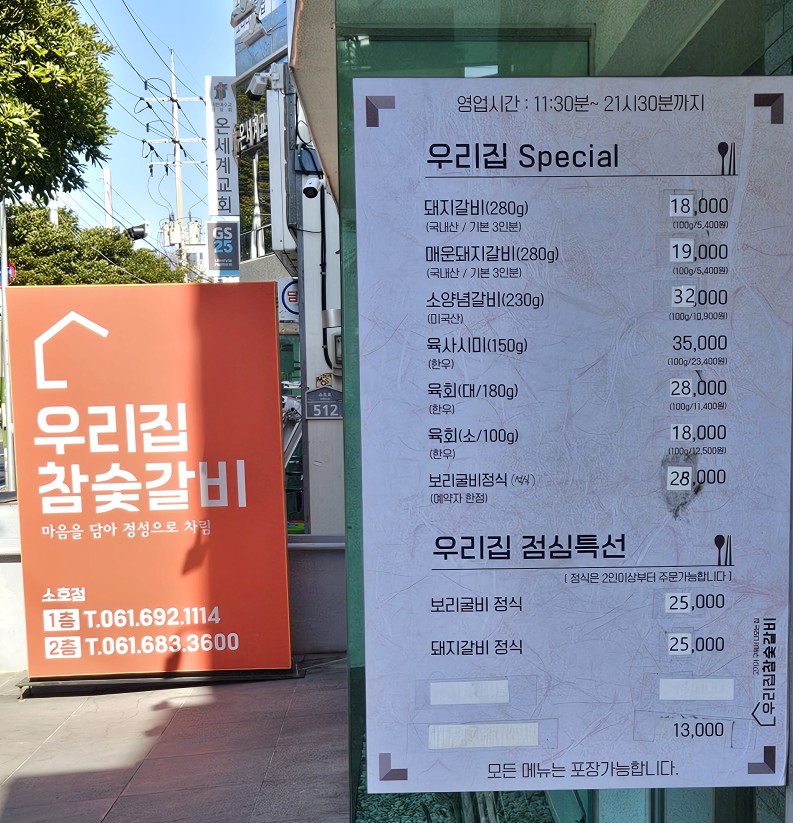 온세계교회
GS
25
512
우리집
참숯갈비
마음을 담아 정성으로 차림
소호점
1층 T.061.692.1114
2층 T.061.683.3600
영업시간 : 11:30분~ 21시30분까지
우리집 Special
돼지갈비(280g) 18,000
(국내산 / 기본 3인분) (100g/5,400원)
매운돼지갈비(280g) 19,000
(국내산 / 기본 3인분) (100g/5,400원)
소양념갈비(230g) 32,000
(미국산) (100g/10,900원)
육사시미(150g) 35,000
(한우) (100g/23,400원)
육회(대/180g) 28,000
(한우) (100g/11,400원)
육회(소/100g) 18,000
(한우) (100g/12,500원)
보리굴비정식 28,000
(예약자 한정)
우리집 점심특선
[ 정식은 2인이상부터 주문가능합니다 ]
보리굴비 정식 25,000
돼지갈비 정식 25,000
13,000
모든 메뉴는 포장가능합니다.
우리집참숯갈비